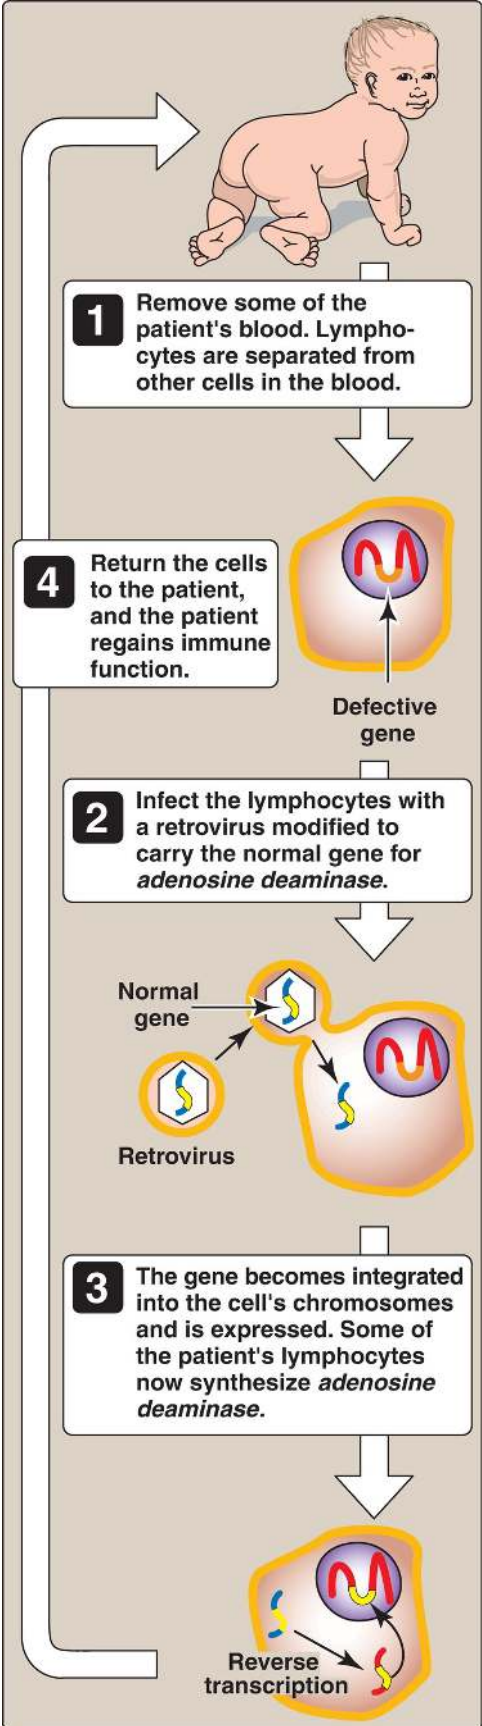 1
Remove some of the
patient's blood. Lympho-
cytes are separated from
other cells in the blood.
4
Return the cells
to the patient,
and the patient
regains immune
function.
Defective
gene
2
Infect the lymphocytes with
a retrovirus modified to
carry the normal gene for
adenosine deaminase.
Normal
gene
Retrovirus
3
The gene becomes integrated
into the cell's chromosomes
and is expressed. Some of
the patient's lymphocytes
now synthesize adenosine
deaminase.
Reverse
transcription